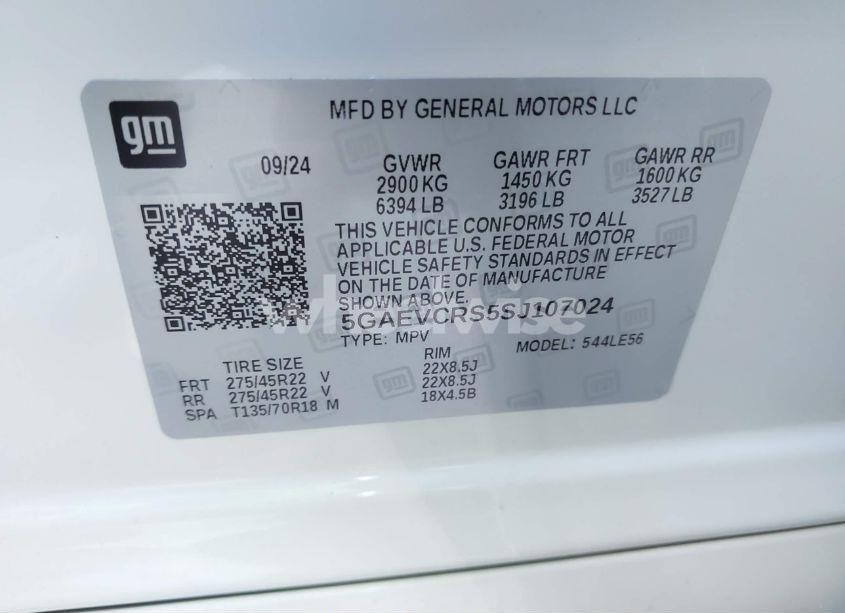 gm
MFD BY GENERAL MOTORS LLC
09/24 GVWR GAWR FRT GAWR RR
2900 KG 1450 KG 1600 KG
6394 LB 3196 LB 3527 LB
THIS VEHICLE CONFORMS TO ALL
APPLICABLE U.S. FEDERAL MOTOR
VEHICLE SAFETY STANDARDS IN EFFECT
ON THE DATE OF MANUFACTURE
SHOWN ABOVE.
wheelwise
5GAEVCRS5SJ107024
TYPE: MPV MODEL: 544LE56
TIRE SIZE RIM
FRT 275/45R22 V 22X8.5J
RR 275/45R22 V 22X8.5J
SPA T135/70R18 M 18X4.5B